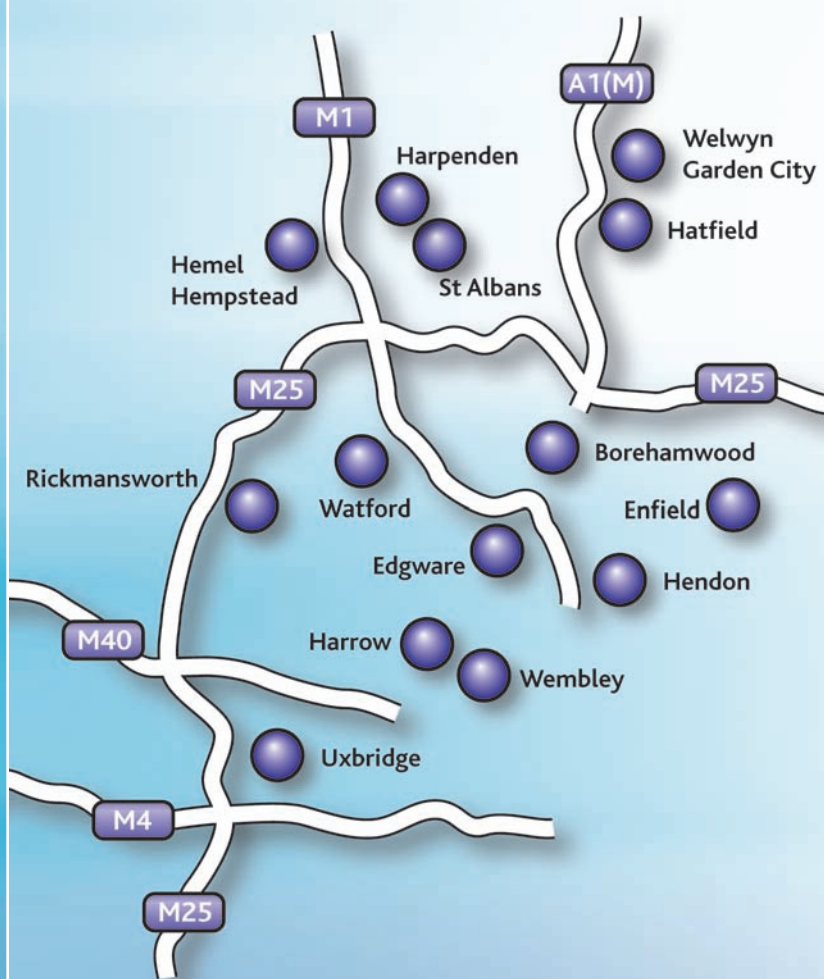 A1(M)
M1
Welwyn
Garden City
Harpenden
Hatfield
Hemel
Hempstead
St Albans
M25
M25
Borehamwood
Rickmansworth
Watford
Enfield
Edgware
Hendon
M40
Harrow
Wembley
Uxbridge
M4
M25